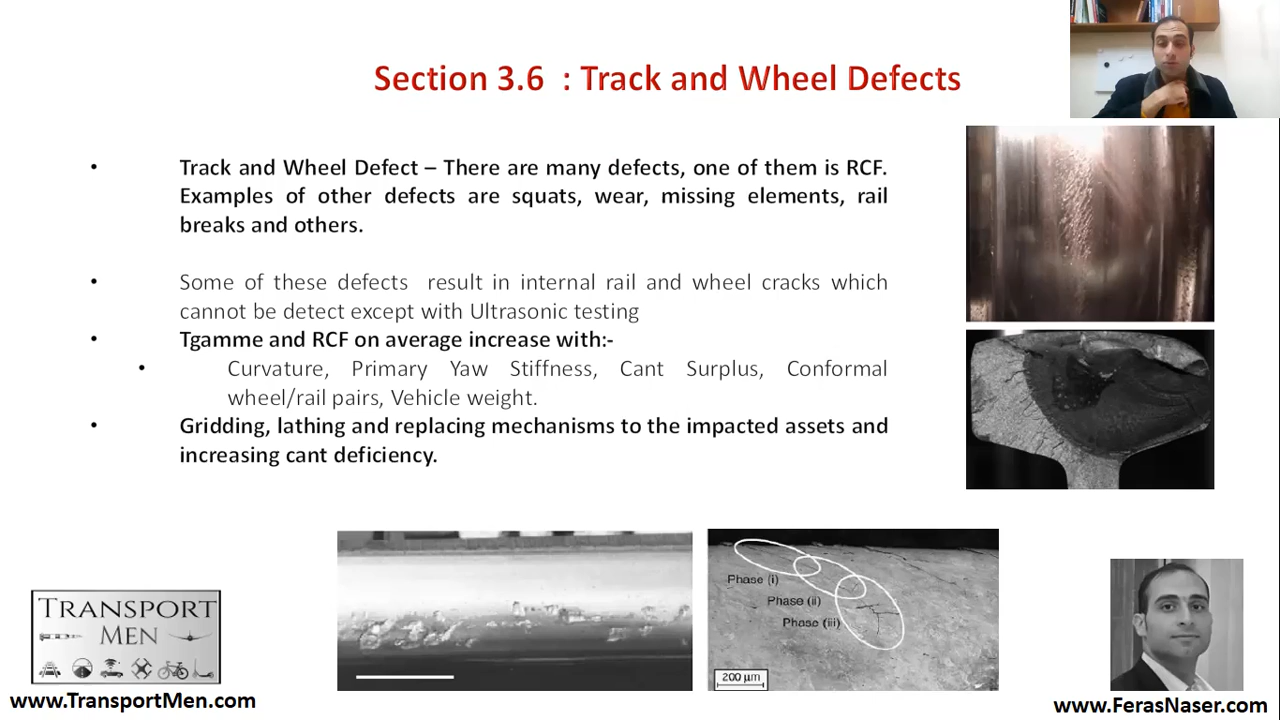 Section 3.6 : Track and Wheel Defects
• Track and Wheel Defect – There are many defects, one of them is RCF.
Examples of other defects are squats, wear, missing elements, rail
breaks and others.
• Some of these defects result in internal rail and wheel cracks which
cannot be detect except with Ultrasonic testing
• Tgamme and RCF on average increase with:-
• Curvature, Primary Yaw Stiffness, Cant Surplus, Conformal
wheel/rail pairs, Vehicle weight.
• Gridding, lathing and replacing mechanisms to the impacted assets and
increasing cant deficiency.
Phase (i)
Phase (ii)
Phase (iii)
200 µm
TRANSPORT
MEN
www.TransportMen.com
www.FerasNaser.com